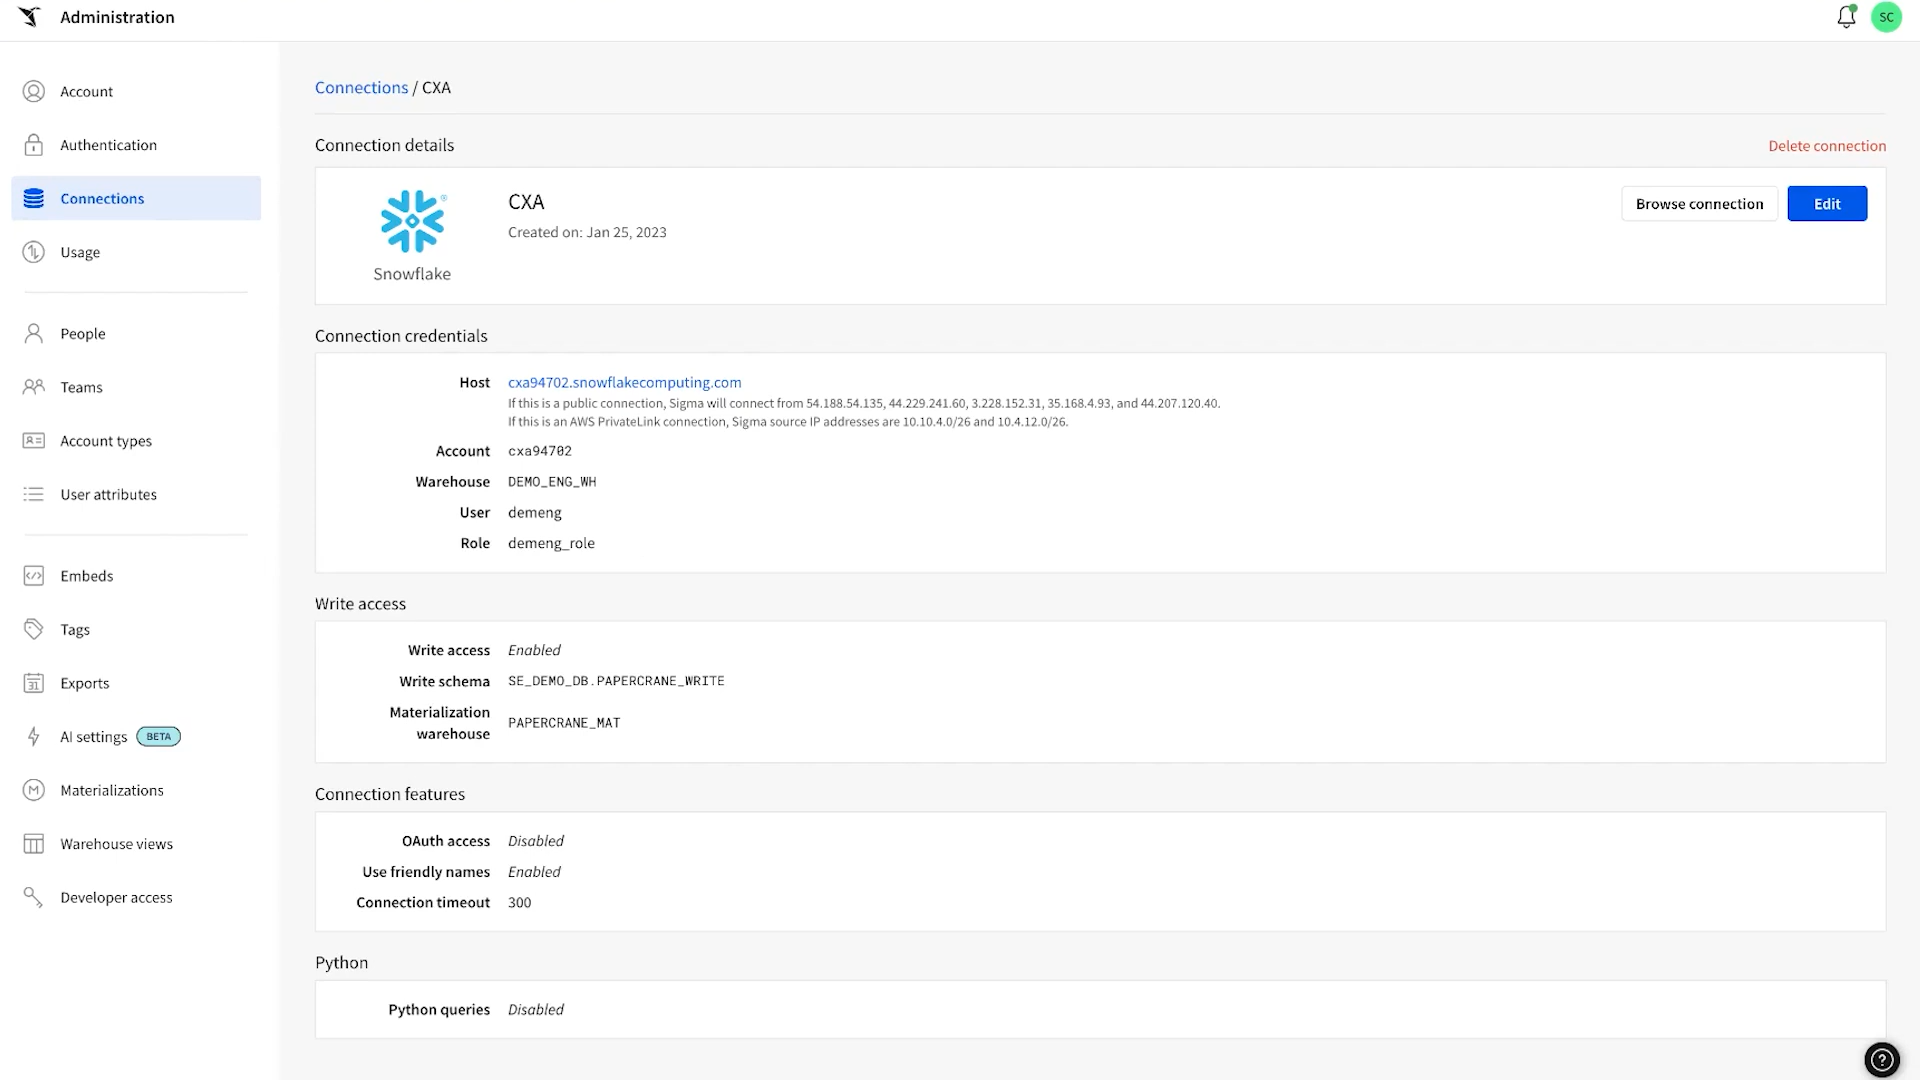 Administration
SC
Account
Authentication
Connections
Usage
People
Teams
Account types
User attributes
Embeds
Tags
31
Exports
AI settings BETA
M
Materializations
Warehouse views
Developer access
Connections / CXA
Connection details
Delete connection
Snowflake
CXA
Created on: Jan 25, 2023
Browse connection
Edit
Connection credentials
Host cxa94702.snowflakecomputing.com
If this is a public connection, Sigma will connect from 54.188.54.135, 44.229.241.60, 3.228.152.31, 35.168.4.93, and 44.207.120.40.
If this is an AWS PrivateLink connection, Sigma source IP addresses are 10.10.4.0/26 and 10.4.12.0/26.
Account cxa94702
Warehouse DEMO_ENG_WH
User demeng
Role demeng_role
Write access
Write access Enabled
Write schema SE_DEMO_DB.PAPERCRANE_WRITE
Materialization warehouse PAPERCRANE_MAT
Connection features
OAuth access Disabled
Use friendly names Enabled
Connection timeout 300
Python
Python queries Disabled
?